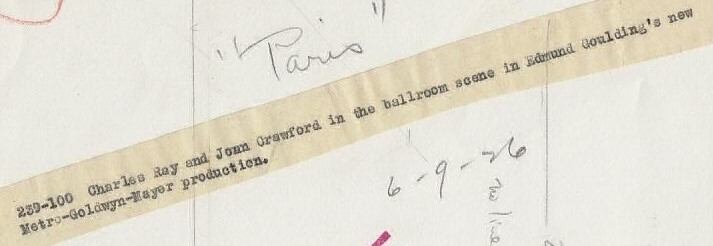 "Paris"
239-100 Charles Ray and Joan Crawford in the ballroom scene in Edmund Goulding's new
Metro-Goldwyn-Mayer production.
6-9-26